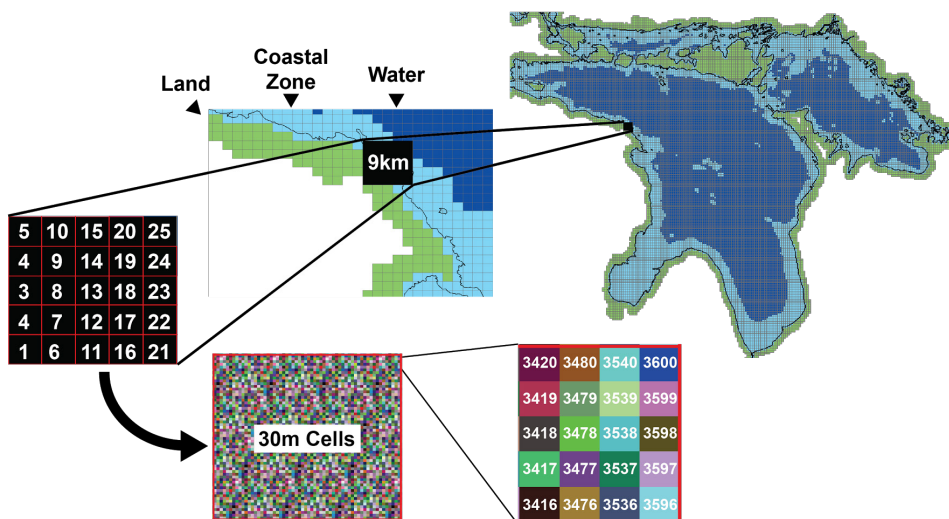 Land
Coastal
Zone
Water
9km
5 10 15 20 25
4 9 14 19 24
3 8 13 18 23
4 7 12 17 22
1 6 11 16 21
30m Cells
3420 3480 3540 3600
3419 3479 3539 3599
3418 3478 3538 3598
3417 3477 3537 3597
3416 3476 3536 3596